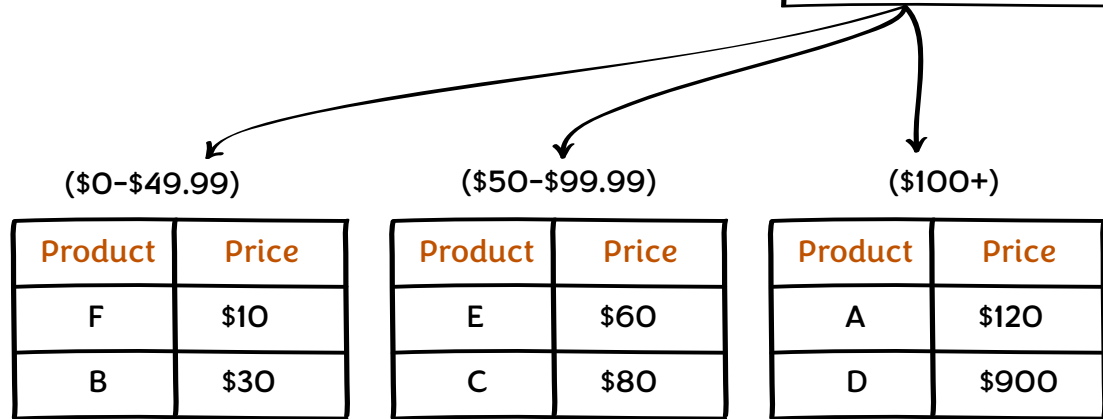 ($0-$49.99) ($50-$99.99) ($100+)
Product Price Product Price Product Price
F $10 E $60 A $120
B $30 C $80 D $900